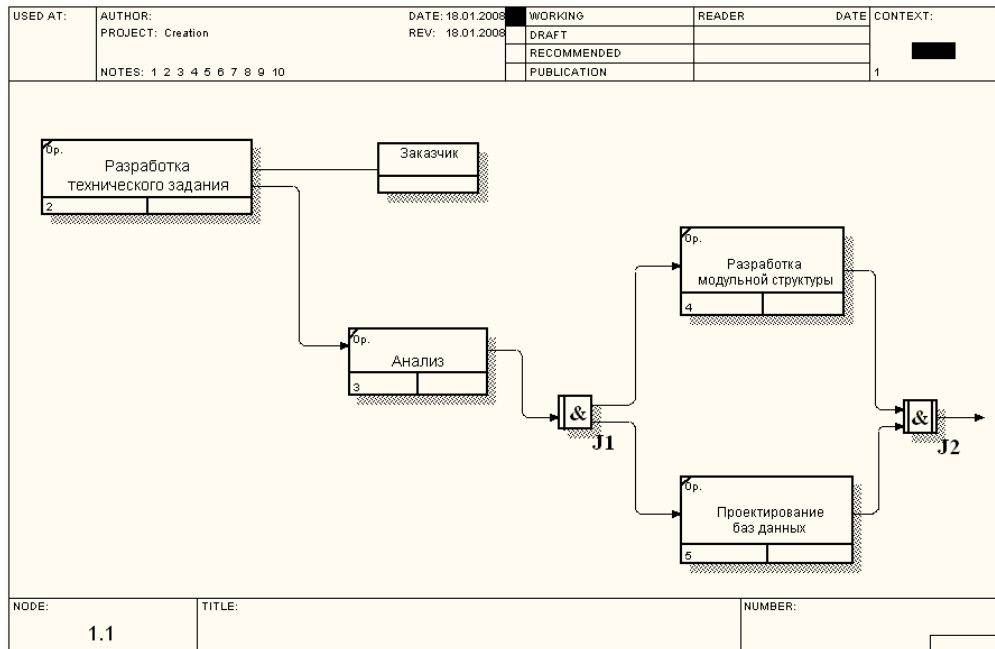 USED AT:
AUTHOR:
DATE: 18.01.2008
PROJECT: Creation
REV: 18.01.2008
NOTES: 1 2 3 4 5 6 7 8 9 10
WORKING
DRAFT
RECOMMENDED
PUBLICATION
READER
DATE
CONTEXT:
1
0р.
Разработка
технического задания
2
Заказчик
0р.
Разработка
модульной структуры
4
0р.
Анализ
3
&
J1
&
J2
0р.
Проектирование
баз данных
5
NODE:
1.1
TITLE:
NUMBER: